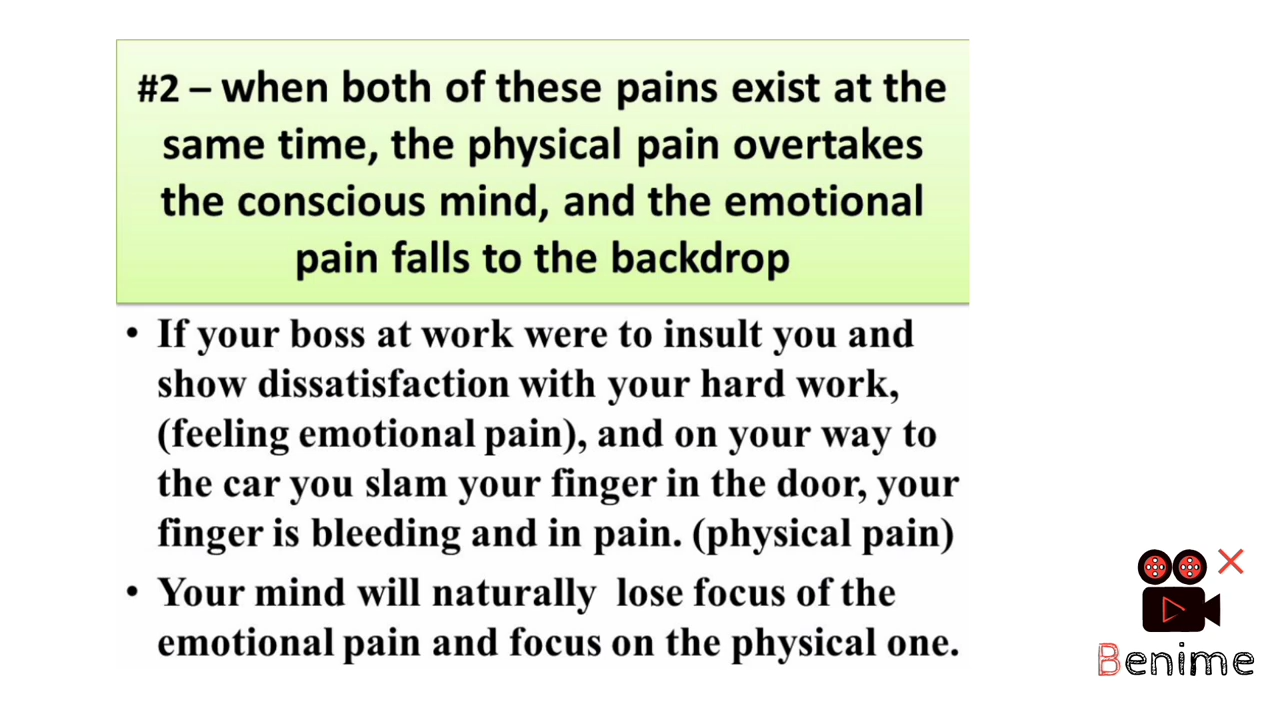 #2 – when both of these pains exist at the
same time, the physical pain overtakes
the conscious mind, and the emotional
pain falls to the backdrop
• If your boss at work were to insult you and
show dissatisfaction with your hard work,
(feeling emotional pain), and on your way to
the car you slam your finger in the door, your
finger is bleeding and in pain. (physical pain)
• Your mind will naturally  lose focus of the
emotional pain and focus on the physical one.
Benime